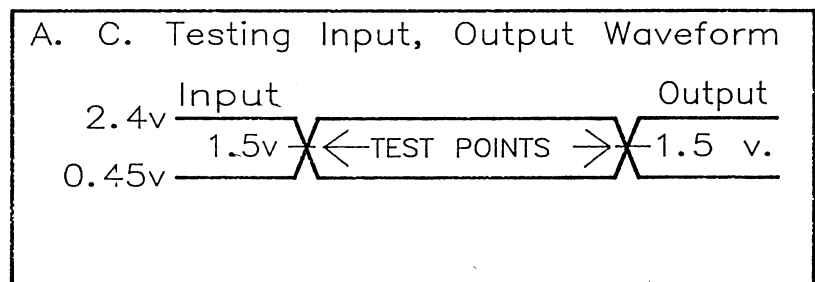 A. C. Testing Input, Output Waveform
Input Output
2.4v
1.5v TEST POINTS 1.5 v.
0.45v